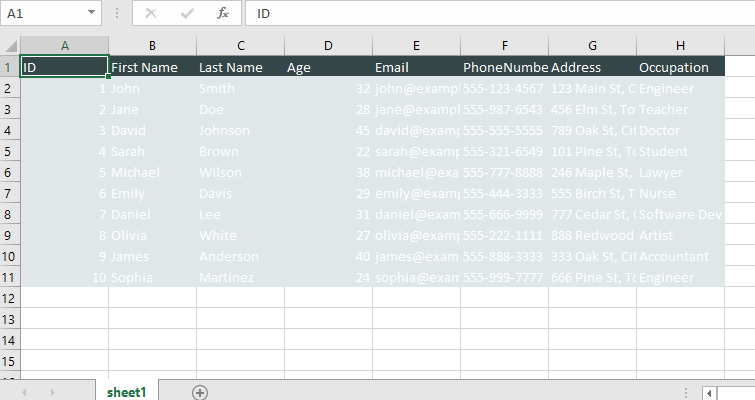 A1 fx ID
A B C D E F G H
1 ID First Name Last Name Age Email PhoneNumbe Address Occupation
2 1 John Smith 32 john@exampl 555-123-4567 123 Main St, C Engineer
3 2 Jane Doe 28 jane@exampl 555-987-6543 456 Elm St, To Teacher
4 3 David Johnson 45 david@exam 555-555-5555 789 Oak St, Cit Doctor
5 4 Sarah Brown 22 sarah@exam 555-321-6549 101 Pine St, To Student
6 5 Michael Wilson 38 michael@exa 555-777-8888 246 Maple St, Lawyer
7 6 Emily Davis 29 emily@exam 555-444-3333 555 Birch St, T Nurse
8 7 Daniel Lee 31 daniel@exam 555-666-9999 777 Cedar St, Software Dev
9 8 Olivia White 27 olivia@exam 555-222-1111 888 Redwood Artist
10 9 James Anderson 40 james@exam 555-888-3333 333 Oak St, Cit Accountant
11 10 Sophia Martinez 24 sophia@exam 555-999-7777 666 Pine St, To Engineer
12
13
14
15
sheet1